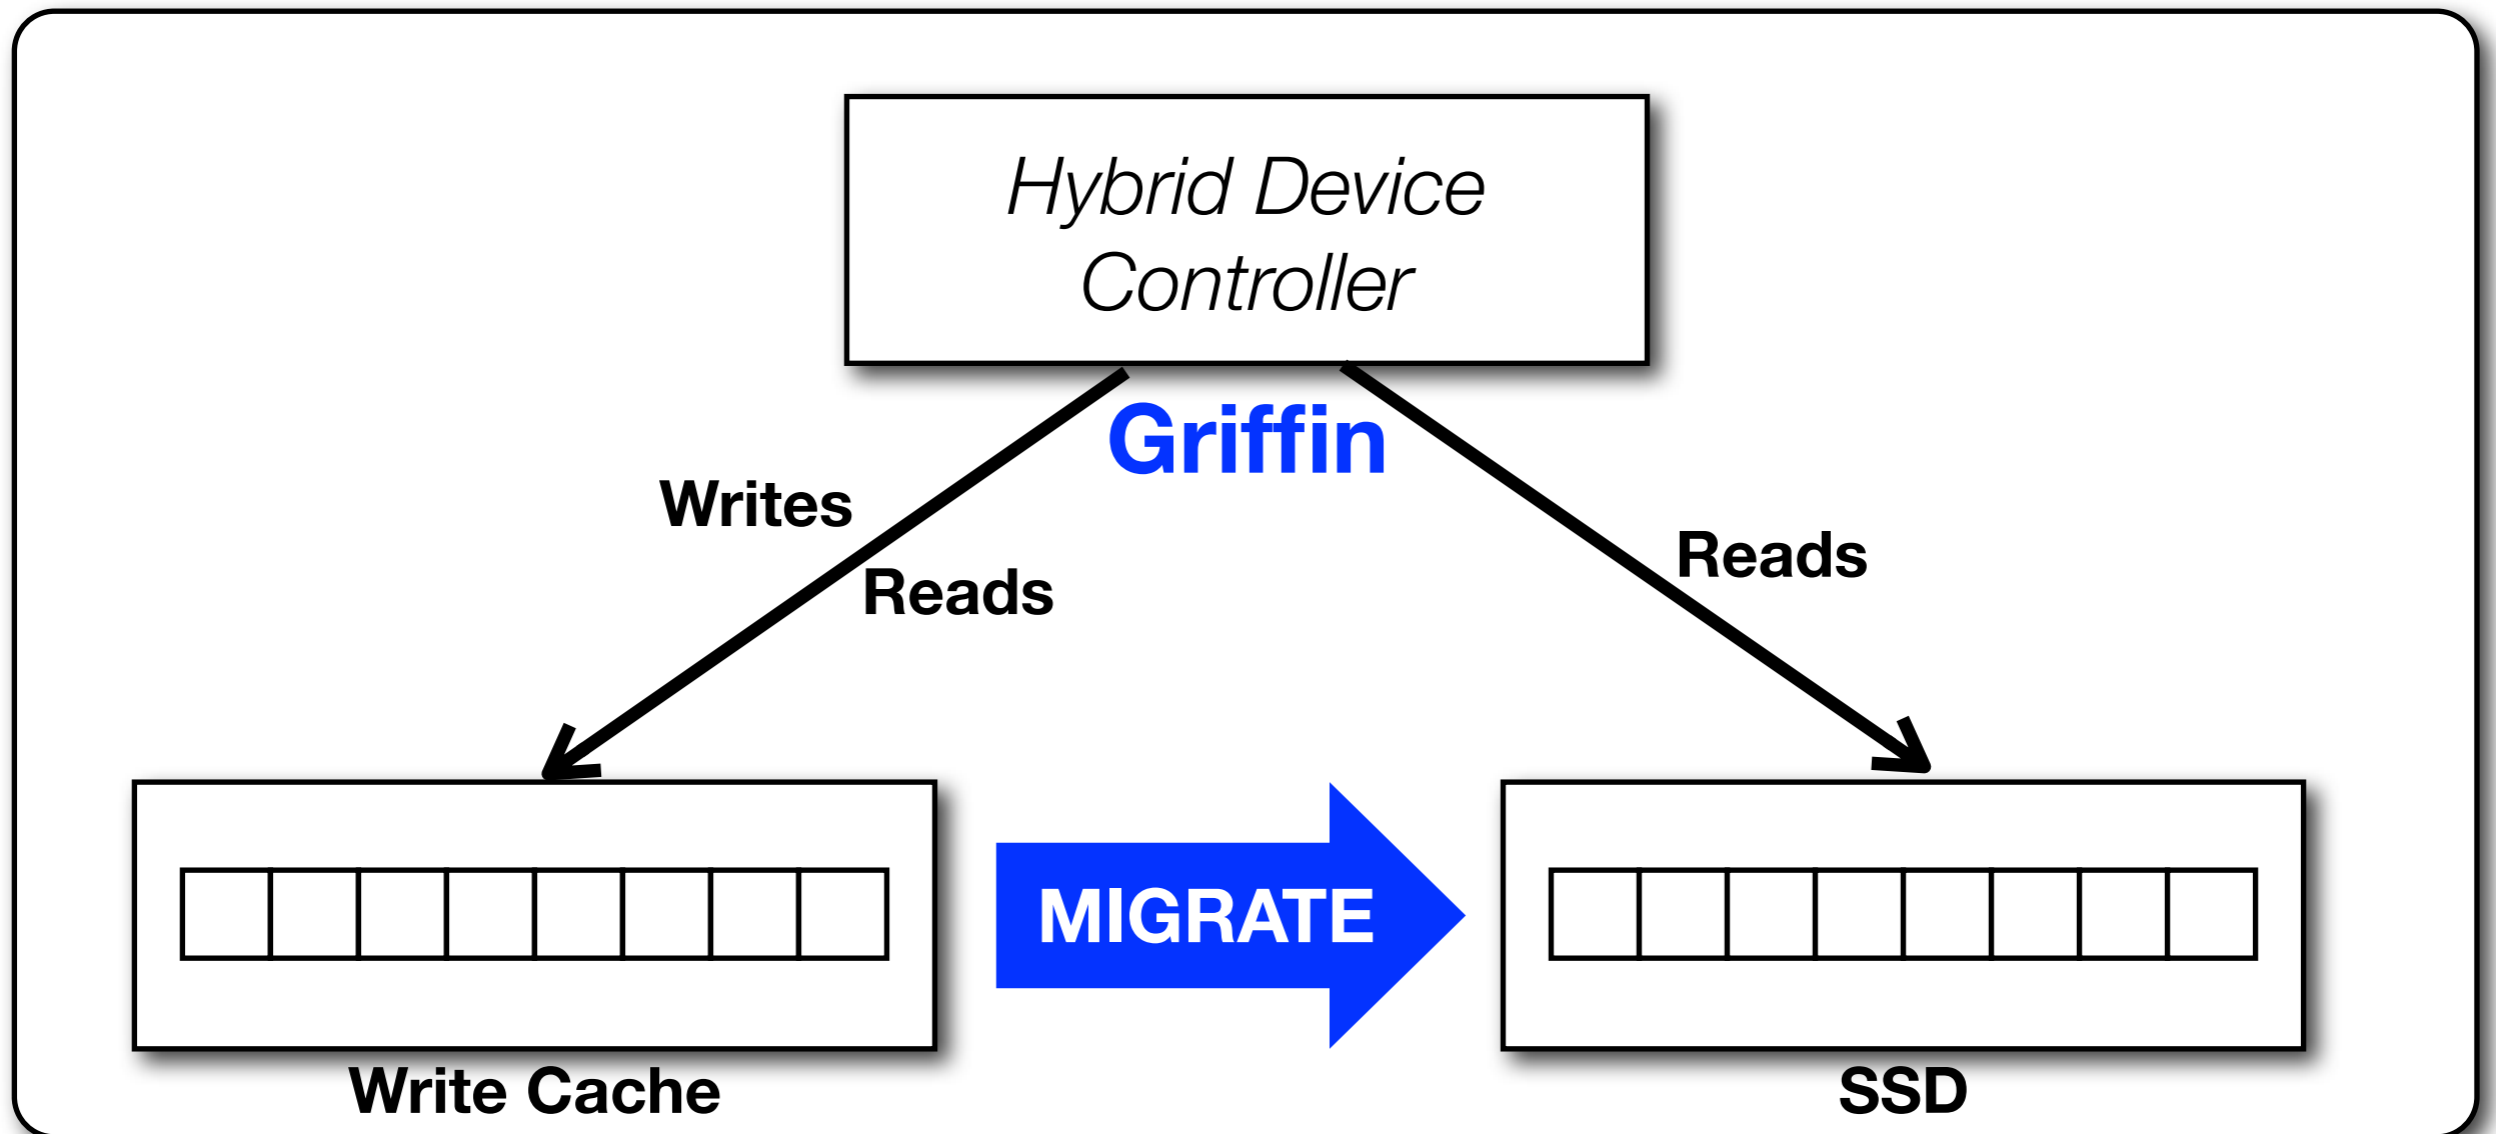 Hybrid Device
Controller
Griffin
Writes
Reads
Reads
MIGRATE
Write Cache
SSD